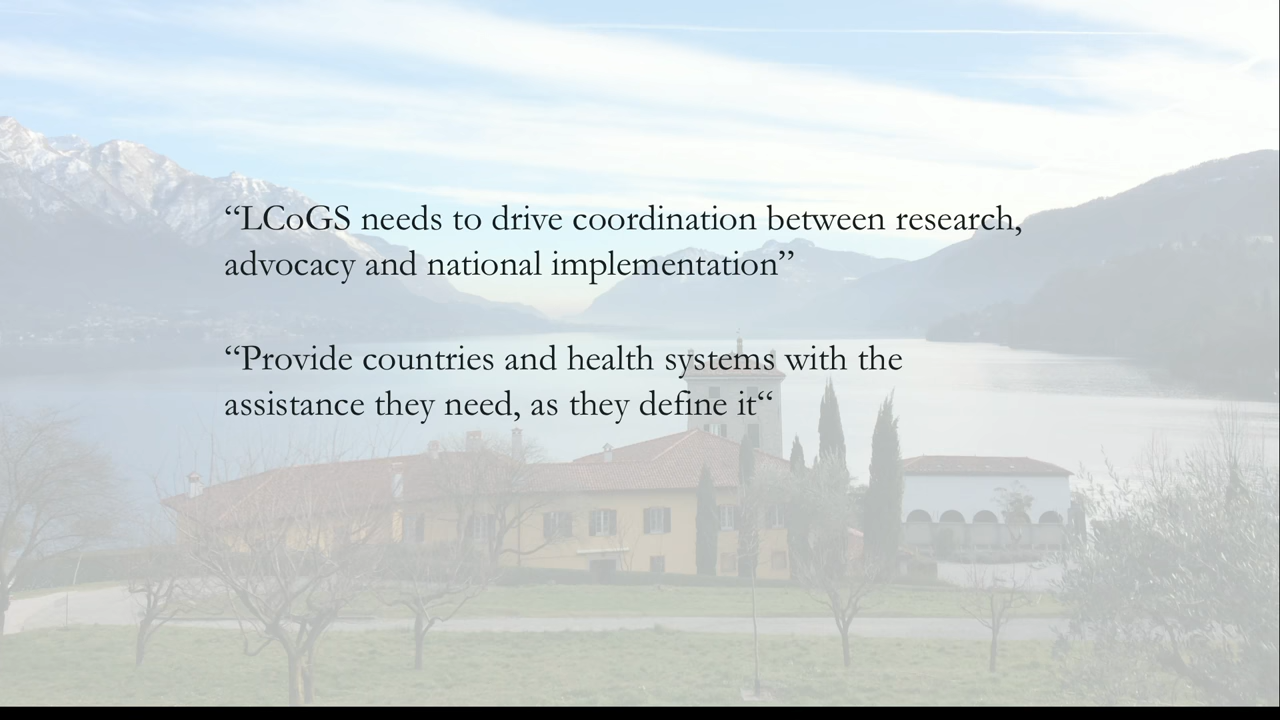 “LCoGS needs to drive coordination between research,
advocacy and national implementation”
“Provide countries and health systems with the
assistance they need, as they define it“